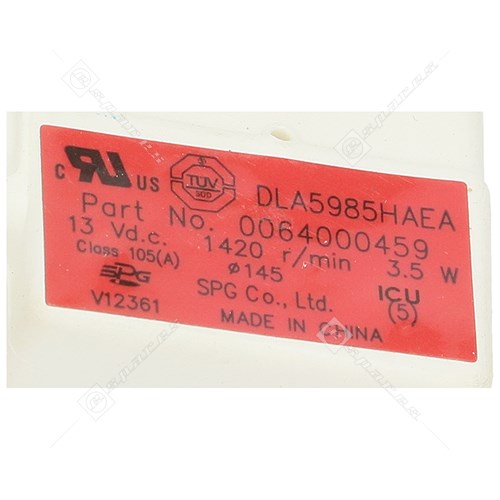 c UR US TÜV SÜD DLA5985HAEA
Part No. 0064000459
13 Vd.c. 1420 r/min 3.5 W
Class 105(A) ø145 ICU
SPG SPG Co., Ltd. (5)
V12361 MADE IN CHINA